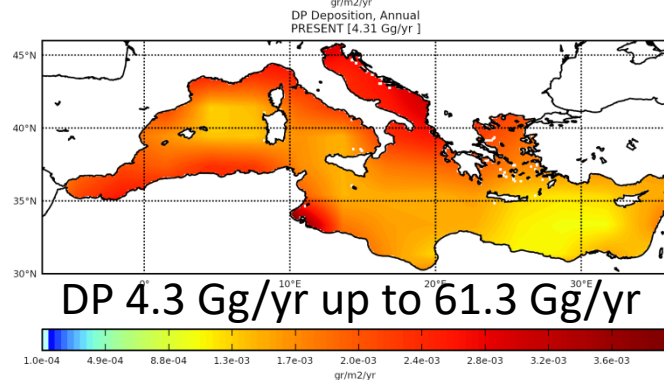 gr/m2/yr
DP Deposition, Annual
PRESENT [4.31 Gg/yr ]
45°N
40°N
35°N
30°N
0° 10°E 20°E 30°E
DP 4.3 Gg/yr up to 61.3 Gg/yr
1.0e-04 4.9e-04 8.8e-04 1.3e-03 1.7e-03 2.0e-03 2.4e-03 2.8e-03 3.2e-03 3.6e-03
gr/m2/yr